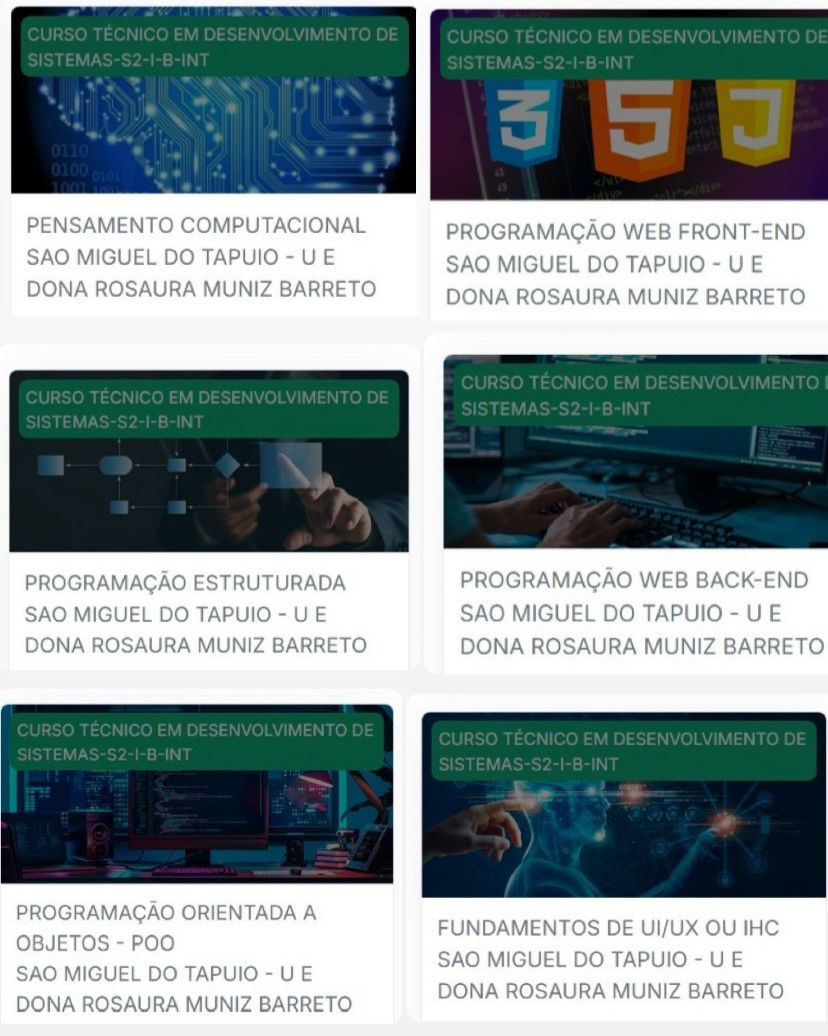 CURSO TÉCNICO EM DESENVOLVIMENTO DE
SISTEMAS-S2-I-B-INT
0110
0100
1001
PENSAMENTO COMPUTACIONAL
SAO MIGUEL DO TAPUIO - U E
DONA ROSAURA MUNIZ BARRETO
CURSO TÉCNICO EM DESENVOLVIMENTO DE
SISTEMAS-S2-I-B-INT
3 5 J
PROGRAMAÇÃO WEB FRONT-END
SAO MIGUEL DO TAPUIO - U E
DONA ROSAURA MUNIZ BARRETO
CURSO TÉCNICO EM DESENVOLVIMENTO DE
SISTEMAS-S2-I-B-INT
PROGRAMAÇÃO ESTRUTURADA
SAO MIGUEL DO TAPUIO - U E
DONA ROSAURA MUNIZ BARRETO
CURSO TÉCNICO EM DESENVOLVIMENTO
SISTEMAS-S2-I-B-INT
PROGRAMAÇÃO WEB BACK-END
SAO MIGUEL DO TAPUIO - U E
DONA ROSAURA MUNIZ BARRETO
CURSO TÉCNICO EM DESENVOLVIMENTO DE
SISTEMAS-S2-I-B-INT
PROGRAMAÇÃO ORIENTADA A
OBJETOS - POO
SAO MIGUEL DO TAPUIO - U E
DONA ROSAURA MUNIZ BARRETO
CURSO TÉCNICO EM DESENVOLVIMENTO DE
SISTEMAS-S2-I-B-INT
FUNDAMENTOS DE UI/UX OU IHC
SAO MIGUEL DO TAPUIO - U E
DONA ROSAURA MUNIZ BARRETO